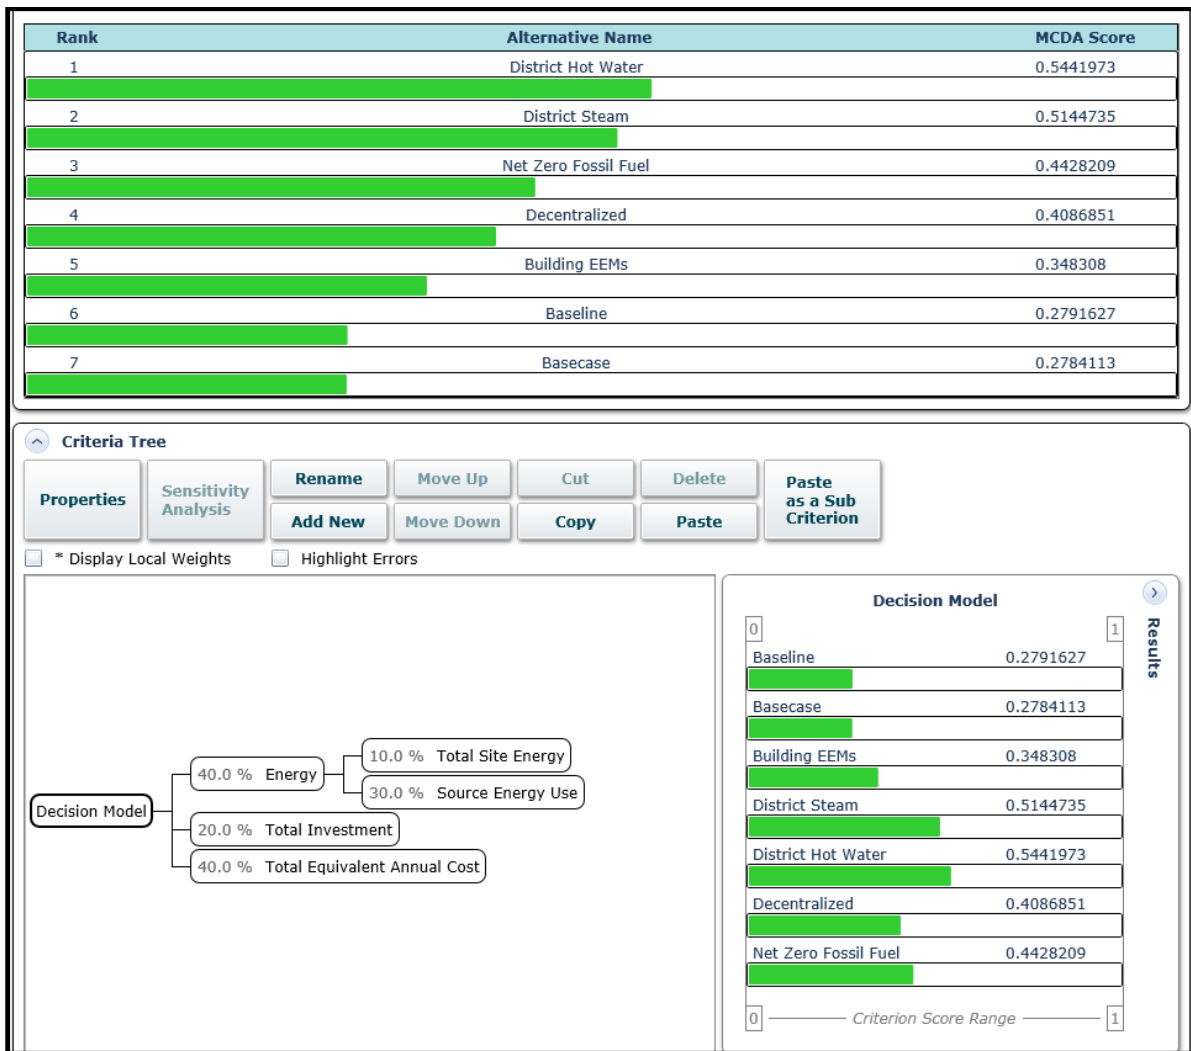 Rank Alternative Name MCDA Score
1 District Hot Water 0.5441973
2 District Steam 0.5144735
3 Net Zero Fossil Fuel 0.4428209
4 Decentralized 0.4086851
5 Building EEMs 0.348308
6 Baseline 0.2791627
7 Basecase 0.2784113
Criteria Tree
Properties
Sensitivity
Analysis
Rename
Add New
Move Up
Move Down
Cut
Copy
Delete
Paste
Paste
as a Sub
Criterion
* Display Local Weights
Highlight Errors
Decision Model
40.0 % Energy
10.0 % Total Site Energy
30.0 % Source Energy Use
20.0 % Total Investment
40.0 % Total Equivalent Annual Cost
Decision Model
0 1
Baseline 0.2791627
Basecase 0.2784113
Building EEMs 0.348308
District Steam 0.5144735
District Hot Water 0.5441973
Decentralized 0.4086851
Net Zero Fossil Fuel 0.4428209
0 Criterion Score Range 1
Results